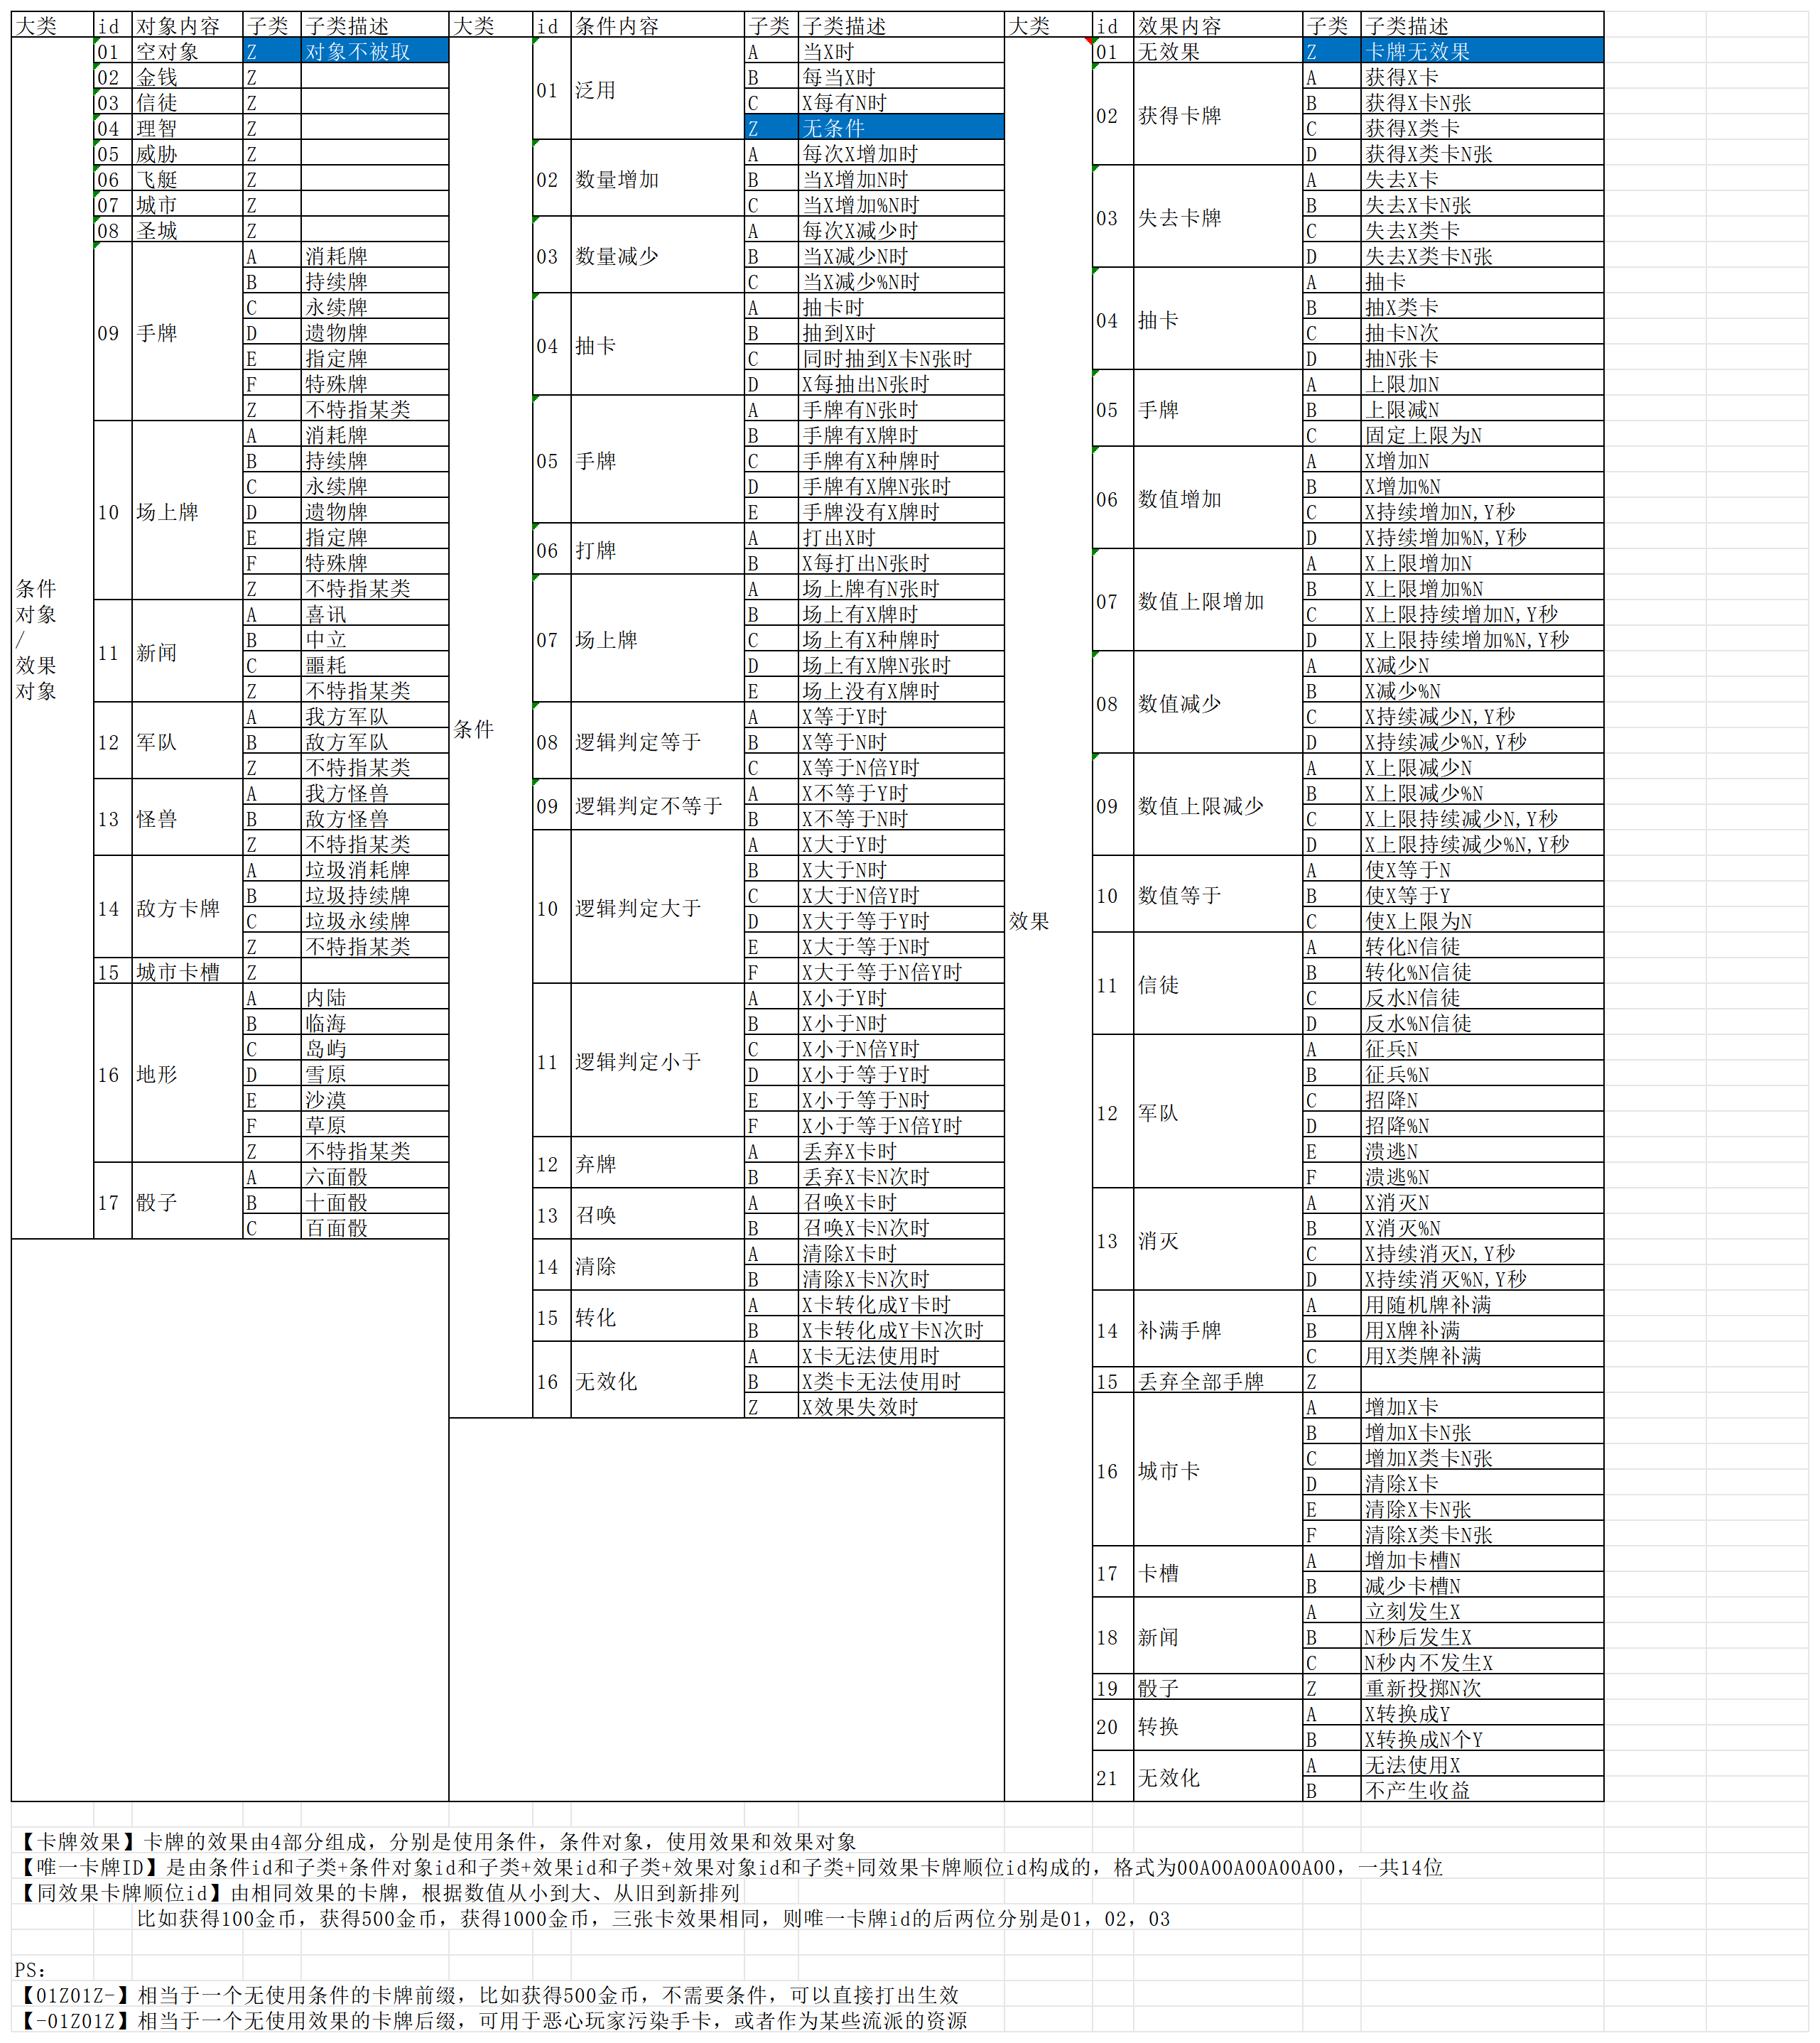 大类 id 对象内容 子类 子类描述 大类 id 条件内容 子类 子类描述 大类 id 效果内容 子类 子类描述
条件
对象
/
效果
对象
01 空对象 Z 对象不被取
02 金钱 Z
03 信徒 Z
04 理智 Z
05 威胁 Z
06 飞艇 Z
07 城市 Z
08 圣城 Z
09 手牌 A 消耗牌
B 持续牌
C 永续牌
D 遗物牌
E 指定牌
F 特殊牌
Z 不特指某类
10 场上牌 A 消耗牌
B 持续牌
C 永续牌
D 遗物牌
E 指定牌
F 特殊牌
Z 不特指某类
11 新闻 A 喜讯
B 中立
C 噩耗
Z 不特指某类
12 军队 A 我方军队
B 敌方军队
Z 不特指某类
13 怪兽 A 我方怪兽
B 敌方怪兽
Z 不特指某类
14 敌方卡牌 A 垃圾消耗牌
B 垃圾持续牌
C 垃圾永续牌
Z 不特指某类
15 城市卡槽 Z
16 地形 A 内陆
B 临海
C 岛屿
D 雪原
E 沙漠
F 草原
Z 不特指某类
17 骰子 A 六面骰
B 十面骰
C 百面骰
条件
01 泛用 A 当X时
B 每当X时
C X每有N时
Z 无条件
02 数量增加 A 每次X增加时
B 当X增加N时
C 当X增加%N时
03 数量减少 A 每次X减少时
B 当X减少N时
C 当X减少%N时
04 抽卡 A 抽卡时
B 抽到X时
C 同时抽到X卡N张时
D X每抽出N张时
05 手牌 A 手牌有N张时
B 手牌有X牌时
C 手牌有X种牌时
D 手牌有X牌N张时
E 手牌没有X牌时
06 打牌 A 打出X时
B X每打出N张时
07 场上牌 A 场上牌有N张时
B 场上有X牌时
C 场上有X种牌时
D 场上有X牌N张时
E 场上没有X牌时
08 逻辑判定等于 A X等于Y时
B X等于N时
C X等于N倍Y时
09 逻辑判定不等于 A X不等于Y时
B X不等于N时
10 逻辑判定大于 A X大于Y时
B X大于N时
C X大于N倍Y时
D X大于等于Y时
E X大于等于N时
F X大于等于N倍Y时
11 逻辑判定小于 A X小于Y时
B X小于N时
C X小于N倍Y时
D X小于等于Y时
E X小于等于N时
F X小于等于N倍Y时
12 弃牌 A 丢弃X卡时
B 丢弃X卡N次时
13 召唤 A 召唤X卡时
B 召唤X卡N次时
14 清除 A 清除X卡时
B 清除X卡N次时
15 转化 A X卡转化成Y卡时
B X卡转化成Y卡N次时
16 无效化 A X卡无法使用时
B X类卡无法使用时
Z X效果失效时
效果
01 无效果 Z 卡牌无效果
02 获得卡牌 A 获得X卡
B 获得X卡N张
C 获得X类卡
D 获得X类卡N张
03 失去卡牌 A 失去X卡
B 失去X卡N张
C 失去X类卡
D 失去X类卡N张
04 抽卡 A 抽卡
B 抽X类卡
C 抽卡N次
D 抽N张卡
05 手牌 A 上限加N
B 上限减N
C 固定上限为N
06 数值增加 A X增加N
B X增加%N
C X持续增加N,Y秒
D X持续增加%N,Y秒
07 数值上限增加 A X上限增加N
B X上限增加%N
C X上限持续增加N,Y秒
D X上限持续增加%N,Y秒
08 数值减少 A X减少N
B X减少%N
C X持续减少N,Y秒
D X持续减少%N,Y秒
09 数值上限减少 A X上限减少N
B X上限减少%N
C X上限持续减少N,Y秒
D X上限持续减少%N,Y秒
10 数值等于 A 使X等于N
B 使X等于Y
C 使X上限为N
11 信徒 A 转化N信徒
B 转化%N信徒
C 反水N信徒
D 反水%N信徒
12 军队 A 征兵N
B 征兵%N
C 招降N
D 招降%N
E 溃逃N
F 溃逃%N
13 消灭 A X消灭N
B X消灭%N
C X持续消灭N,Y秒
D X持续消灭%N,Y秒
14 补满手牌 A 用随机牌补满
B 用X牌补满
C 用X类牌补满
15 丢弃全部手牌 Z
16 城市卡 A 增加X卡
B 增加X卡N张
C 增加X类卡N张
D 清除X卡
E 清除X卡N张
F 清除X类卡N张
17 卡槽 A 增加卡槽N
B 减少卡槽N
18 新闻 A 立刻发生X
B N秒后发生X
C N秒内不发生X
19 骰子 Z 重新投掷N次
20 转换 A X转换成Y
B X转换成N个Y
21 无效化 A 无法使用X
B 不产生收益
【卡牌效果】卡牌的效果由4部分组成，分别是使用条件，条件对象，使用效果和效果对象
【唯一卡牌ID】是由条件id和子类+条件对象id和子类+效果id和子类+效果对象id和子类+同效果卡牌顺位id构成的，格式为00A00A00A00A00，一共14位
【同效果卡牌顺位id】由相同效果的卡牌，根据数值从小到大、从旧到新排列
比如获得100金币，获得500金币，获得1000金币，三张卡效果相同，则唯一卡牌id的后两位分别是01，02，03
PS：
【01Z01Z-】相当于一个无使用条件的卡牌前缀，比如获得500金币，不需要条件，可以直接打出生效
【-01Z01Z】相当于一个无使用效果的卡牌后缀，可用于恶心玩家污染手卡，或者作为某些流派的资源